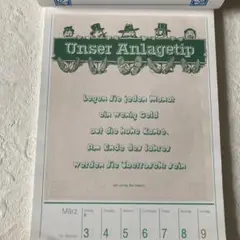 Unser Anlagetip
Legen Sie jeden Monat
ein wenig Geld
auf die hohe Kante.
Am Ende des Jahres
werden Sie überrascht sein
März
3 4 5 6 7 8 9